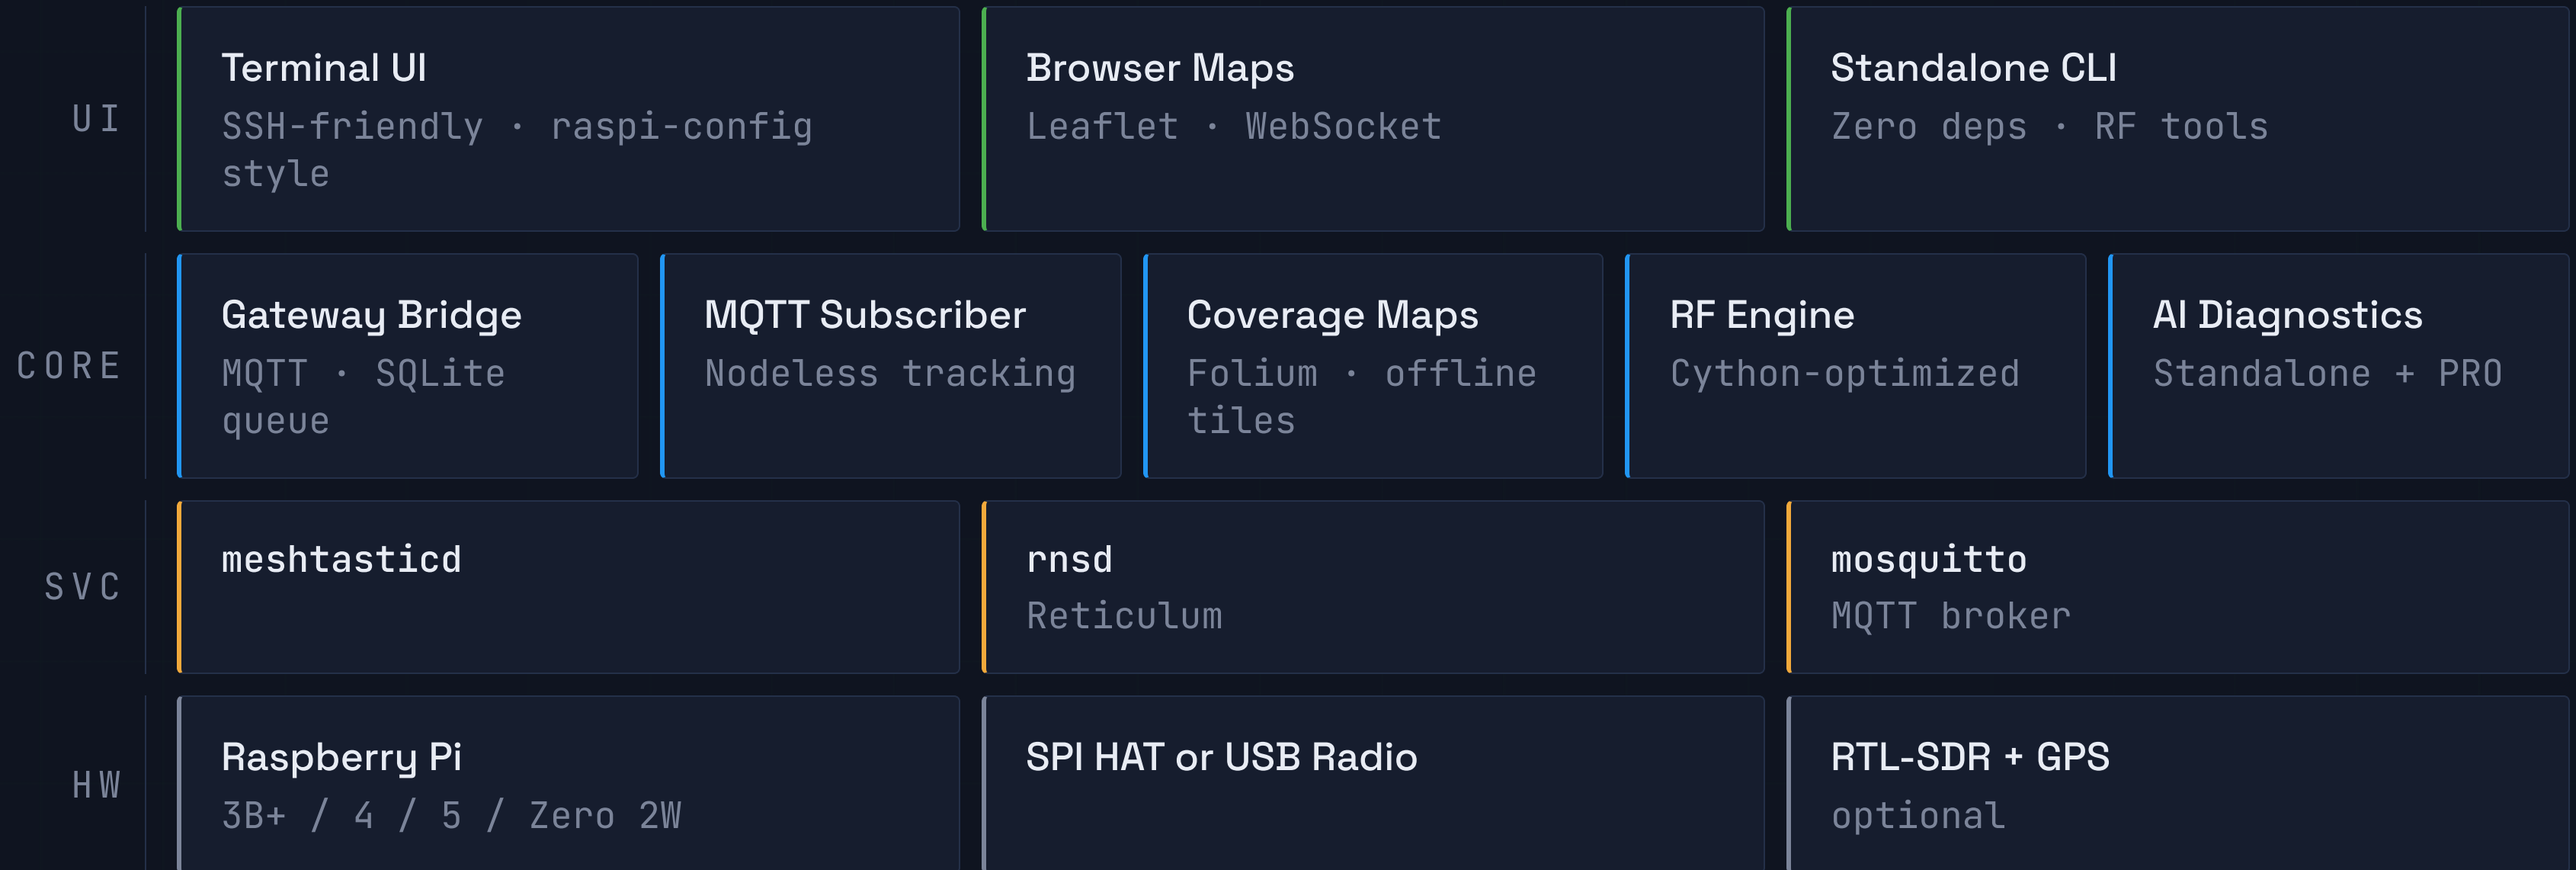 UI
Terminal UI
SSH-friendly · raspi-config
style
Browser Maps
Leaflet · WebSocket
Standalone CLI
Zero deps · RF tools
CORE
Gateway Bridge
MQTT · SQLite
queue
MQTT Subscriber
Nodeless tracking
Coverage Maps
Folium · offline
tiles
RF Engine
Cython-optimized
AI Diagnostics
Standalone + PRO
SVC
meshtasticd
rnsd
Reticulum
mosquitto
MQTT broker
HW
Raspberry Pi
3B+ / 4 / 5 / Zero 2W
SPI HAT or USB Radio
RTL-SDR + GPS
optional